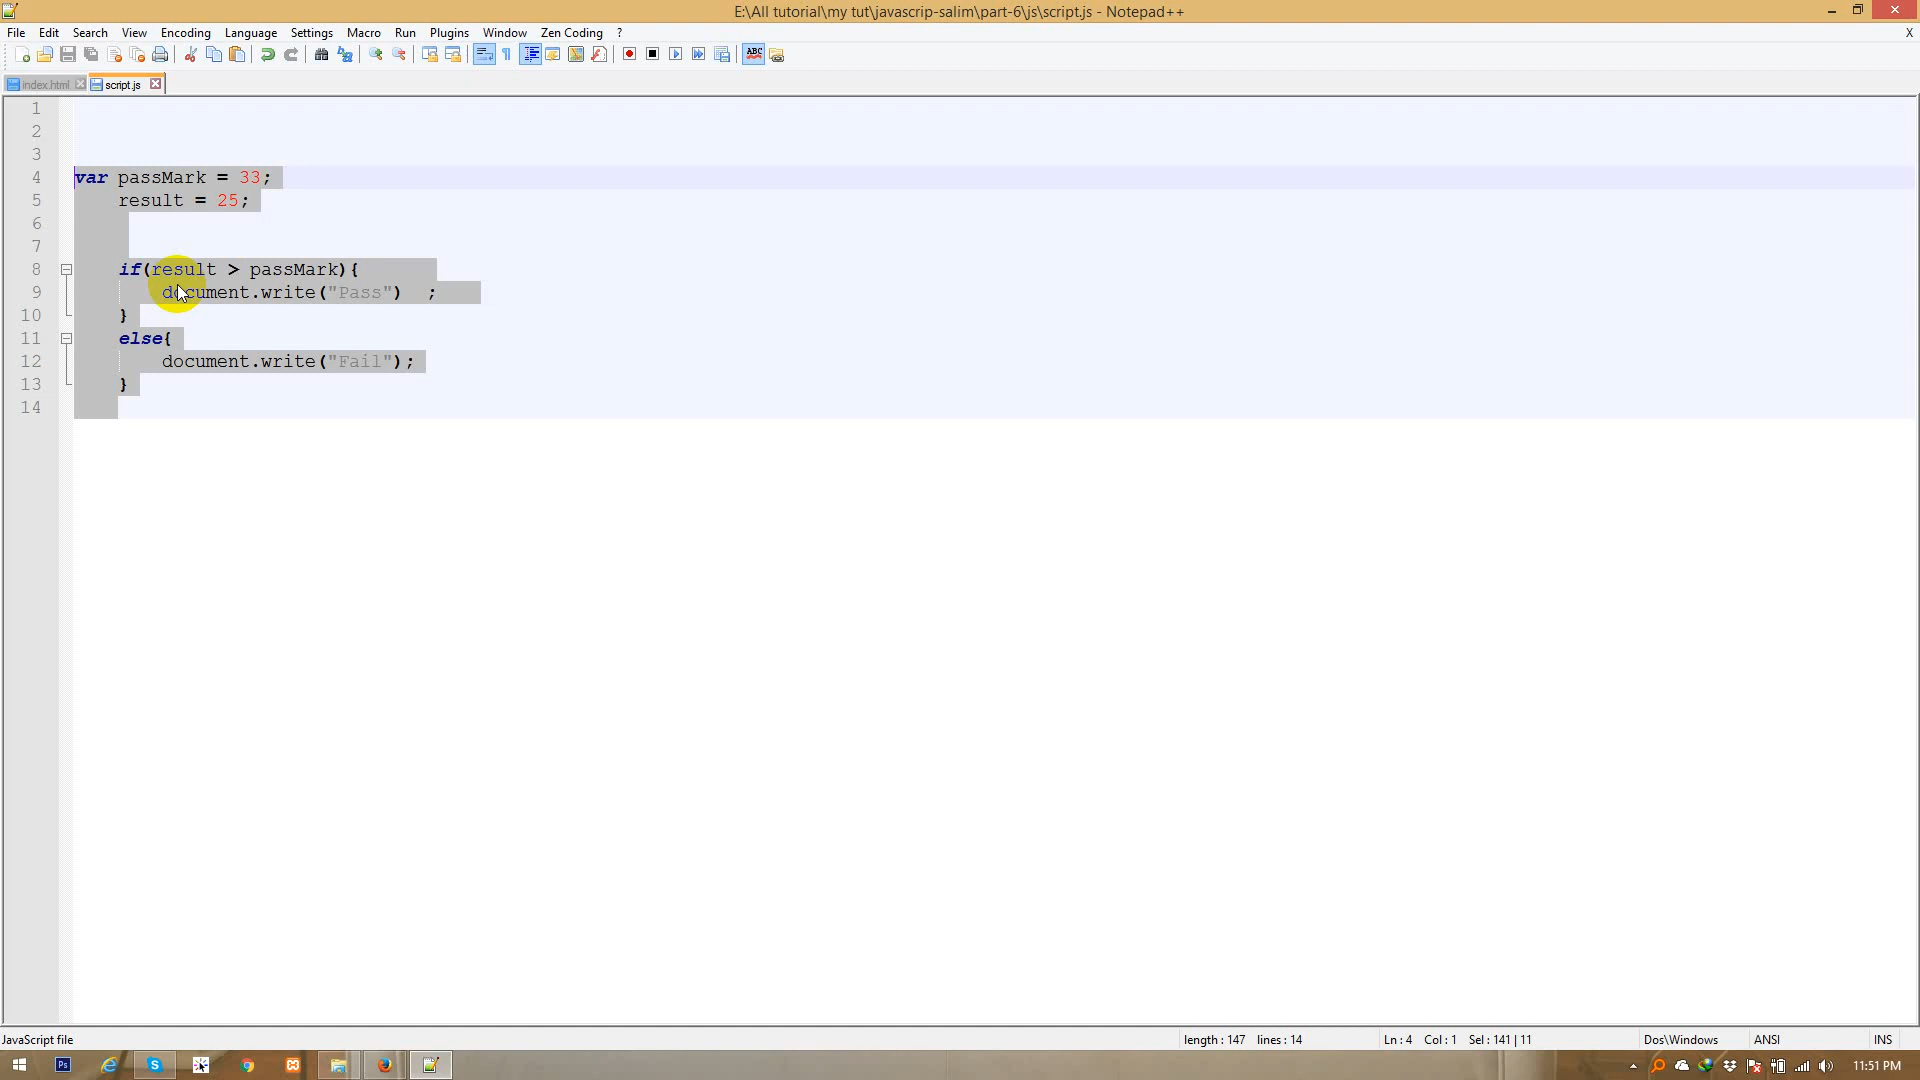 E:\All tutorial\my tut\javascrip-salim\part-6\js\script.js - Notepad++
File Edit Search View Encoding Language Settings Macro Run Plugins Window Zen Coding ? X
ABC
index.html script.js
1
2
3
4 var passMark = 33;
5 result = 25;
6
7
8 if(result > passMark){
9 document.write("Pass") ;
10 }
11 else{
12 document.write("Fail");
13 }
14
JavaScript file length : 147 lines : 14 Ln : 4 Col : 1 Sel : 141 | 11 Dos\Windows ANSI INS
Ps 11:51 PM